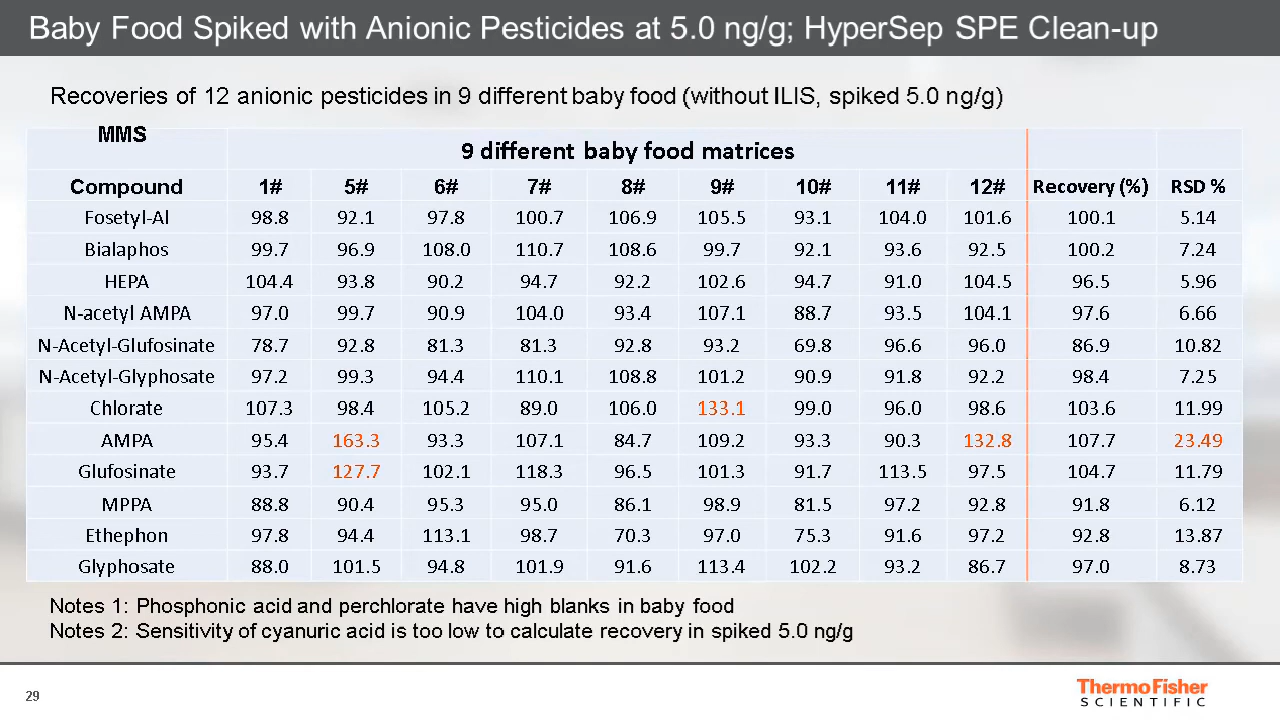 Baby Food Spiked with Anionic Pesticides at 5.0 ng/g; HyperSep SPE Clean-up
Recoveries of 12 anionic pesticides in 9 different baby food (without ILIS, spiked 5.0 ng/g)
MMS
9 different baby food matrices
Compound 1# 5# 6# 7# 8# 9# 10# 11# 12# Recovery (%) RSD %
Fosetyl-Al 98.8 92.1 97.8 100.7 106.9 105.5 93.1 104.0 101.6 100.1 5.14
Bialaphos 99.7 96.9 108.0 110.7 108.6 99.7 92.1 93.6 92.5 100.2 7.24
HEPA 104.4 93.8 90.2 94.7 92.2 102.6 94.7 91.0 104.5 96.5 5.96
N-acetyl AMPA 97.0 99.7 90.9 104.0 93.4 107.1 88.7 93.5 104.1 97.6 6.66
N-Acetyl-Glufosinate 78.7 92.8 81.3 81.3 92.8 93.2 69.8 96.6 96.0 86.9 10.82
N-Acetyl-Glyphosate 97.2 99.3 94.4 110.1 108.8 101.2 90.9 91.8 92.2 98.4 7.25
Chlorate 107.3 98.4 105.2 89.0 106.0 133.1 99.0 96.0 98.6 103.6 11.99
AMPA 95.4 163.3 93.3 107.1 84.7 109.2 93.3 90.3 132.8 107.7 23.49
Glufosinate 93.7 127.7 102.1 118.3 96.5 101.3 91.7 113.5 97.5 104.7 11.79
MPPA 88.8 90.4 95.3 95.0 86.1 98.9 81.5 97.2 92.8 91.8 6.12
Ethephon 97.8 94.4 113.1 98.7 70.3 97.0 75.3 91.6 97.2 92.8 13.87
Glyphosate 88.0 101.5 94.8 101.9 91.6 113.4 102.2 93.2 86.7 97.0 8.73
Notes 1: Phosphonic acid and perchlorate have high blanks in baby food
Notes 2: Sensitivity of cyanuric acid is too low to calculate recovery in spiked 5.0 ng/g
29
ThermoFisher
SCIENTIFIC